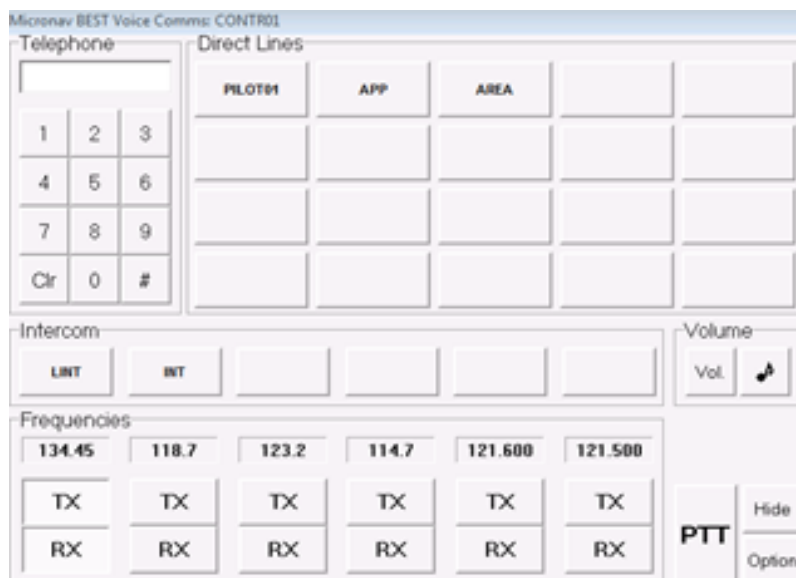 Micronav BEST Voice Comms: CONTR01
Telephone
Direct Lines
PILOT01 APP AREA
1 2 3
4 5 6
7 8 9
Clr 0 #
Intercom
LINT INT
Volume
Vol.
Frequencies
134.45 118.7 123.2 114.7 121.600 121.500
TX TX TX TX TX TX
RX RX RX RX RX RX
PTT
Hide
Option